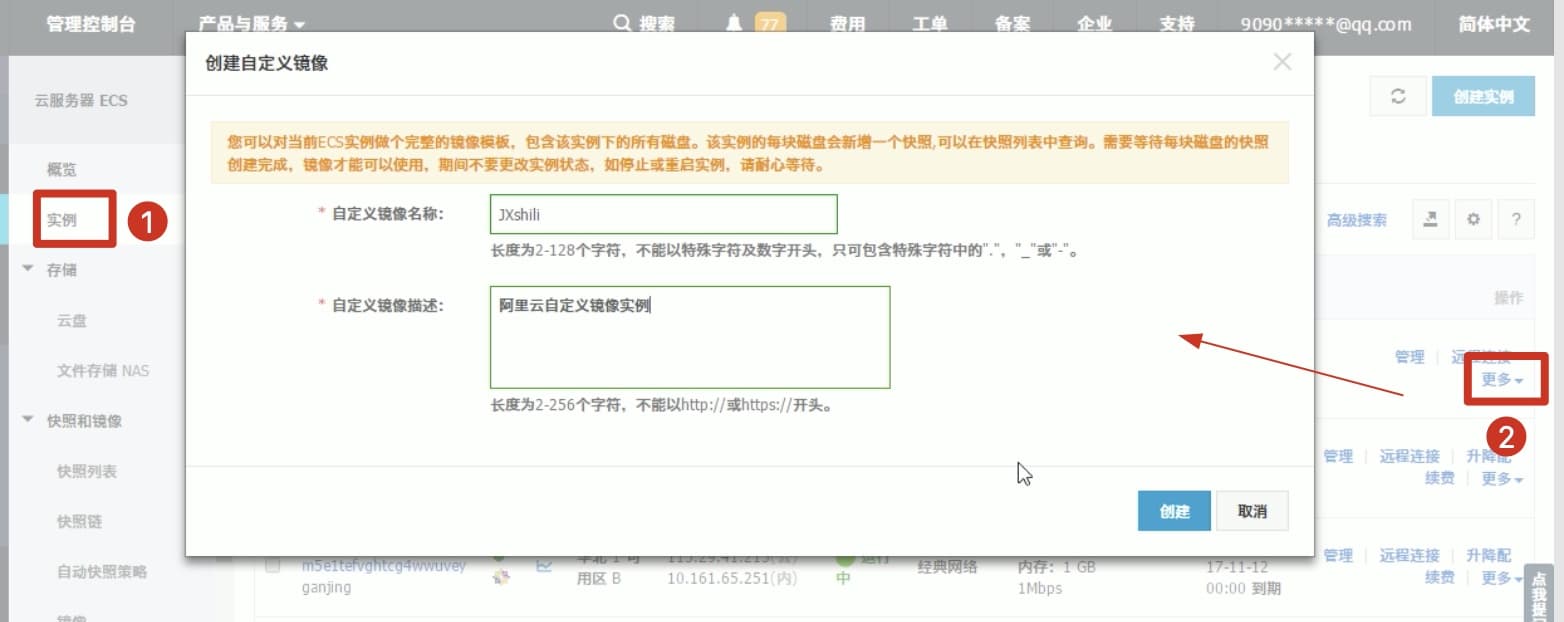 管理控制台 产品与服务 搜索 77 费用 工单 备案 企业 支持 9090*****@qq.com 简体中文
云服务器 ECS
概览
实例
1
存储
云盘
文件存储 NAS
快照和镜像
快照列表
快照链
自动快照策略
镜像
创建自定义镜像
您可以对当前ECS实例做个完整的镜像模板，包含该实例下的所有磁盘。该实例的每块磁盘会新增一个快照,可以在快照列表中查询。需要等待每块磁盘的快照
创建完成，镜像才能可以使用，期间不要更改实例状态，如停止或重启实例，请耐心等待。
* 自定义镜像名称： JXshili
长度为2-128个字符，不能以特殊字符及数字开头，只可包含特殊字符中的"."，"_"或"-"。
* 自定义镜像描述： 阿里云自定义镜像实例
长度为2-256个字符，不能以http://或https://开头。
创建 取消
创建实例
高级搜索 ?
操作
管理 远程连接
更多
2
管理 远程连接 升降配
续费 更多
m5e1tefvghtcg4wwuvey
ganjing
华北 1 可
用区 B
115.29.41.215(公)
10.161.65.251(内)
运行
中
经典网络
内存：1 GB
1Mbps
17-11-12
00:00 到期
管理 远程连接 升降配
续费 更多
点我提问